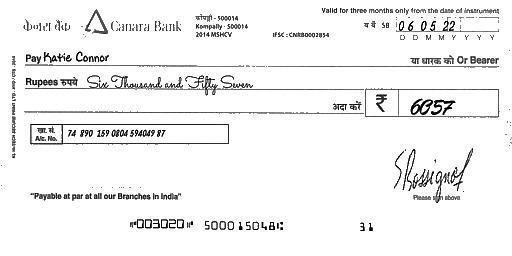 केनरा बैंक Canara Bank
कोंपल्ली - 500014
Kompally - 500014
2014 MSHCV
IFSC : CNRB0002854
Valid for three months only from the date of instrument
SB 06 05 22
D D M M Y Y Y Y
Pay Katie Connor
या धारक को Or Bearer
Rupees रुपये Six Thousand and Fifty Seven
अदा करें ₹ 6057
खा. सं.
A/c. No. 74 890 159 0804 594049 87
S Rossignol
Please sign above
"Payable at par at all our Branches in India"
⑈003020⑈ 500015048⑆ 31